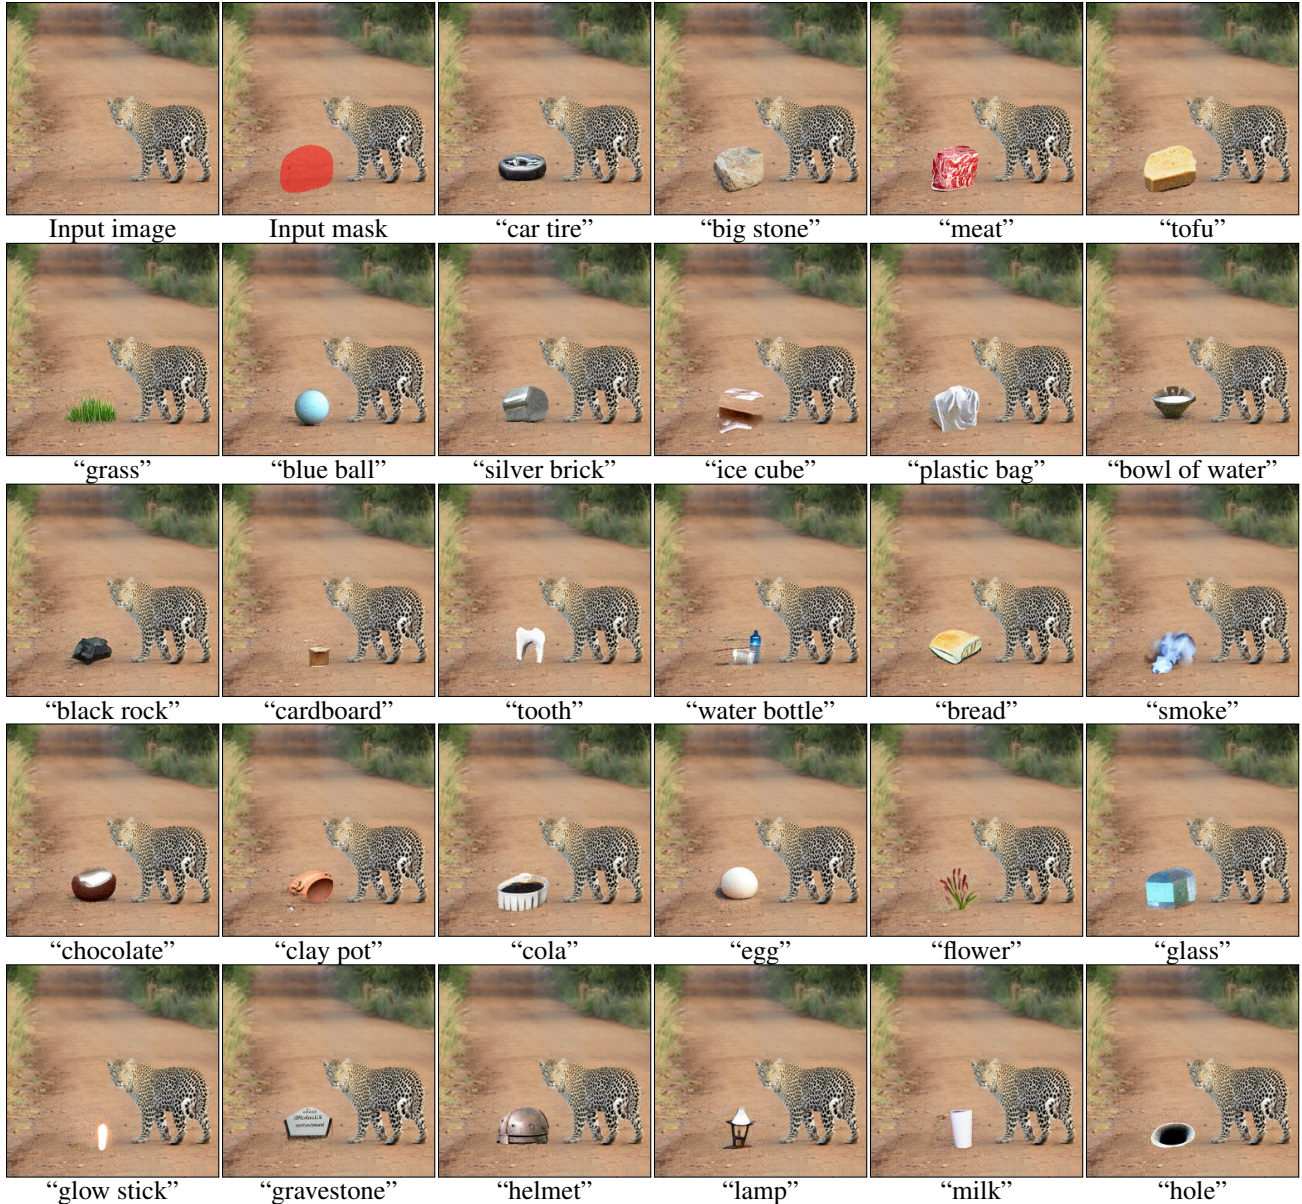 Input image
Input mask
“car tire”
“big stone”
“meat”
“tofu”
“grass”
“blue ball”
“silver brick”
“ice cube”
“plastic bag”
“bowl of water”
“black rock”
“cardboard”
“tooth”
“water bottle”
“bread”
“smoke”
“chocolate”
“clay pot”
“cola”
“egg”
“flower”
“glass”
“glow stick”
“gravestone”
“helmet”
“lamp”
“milk”
“hole”